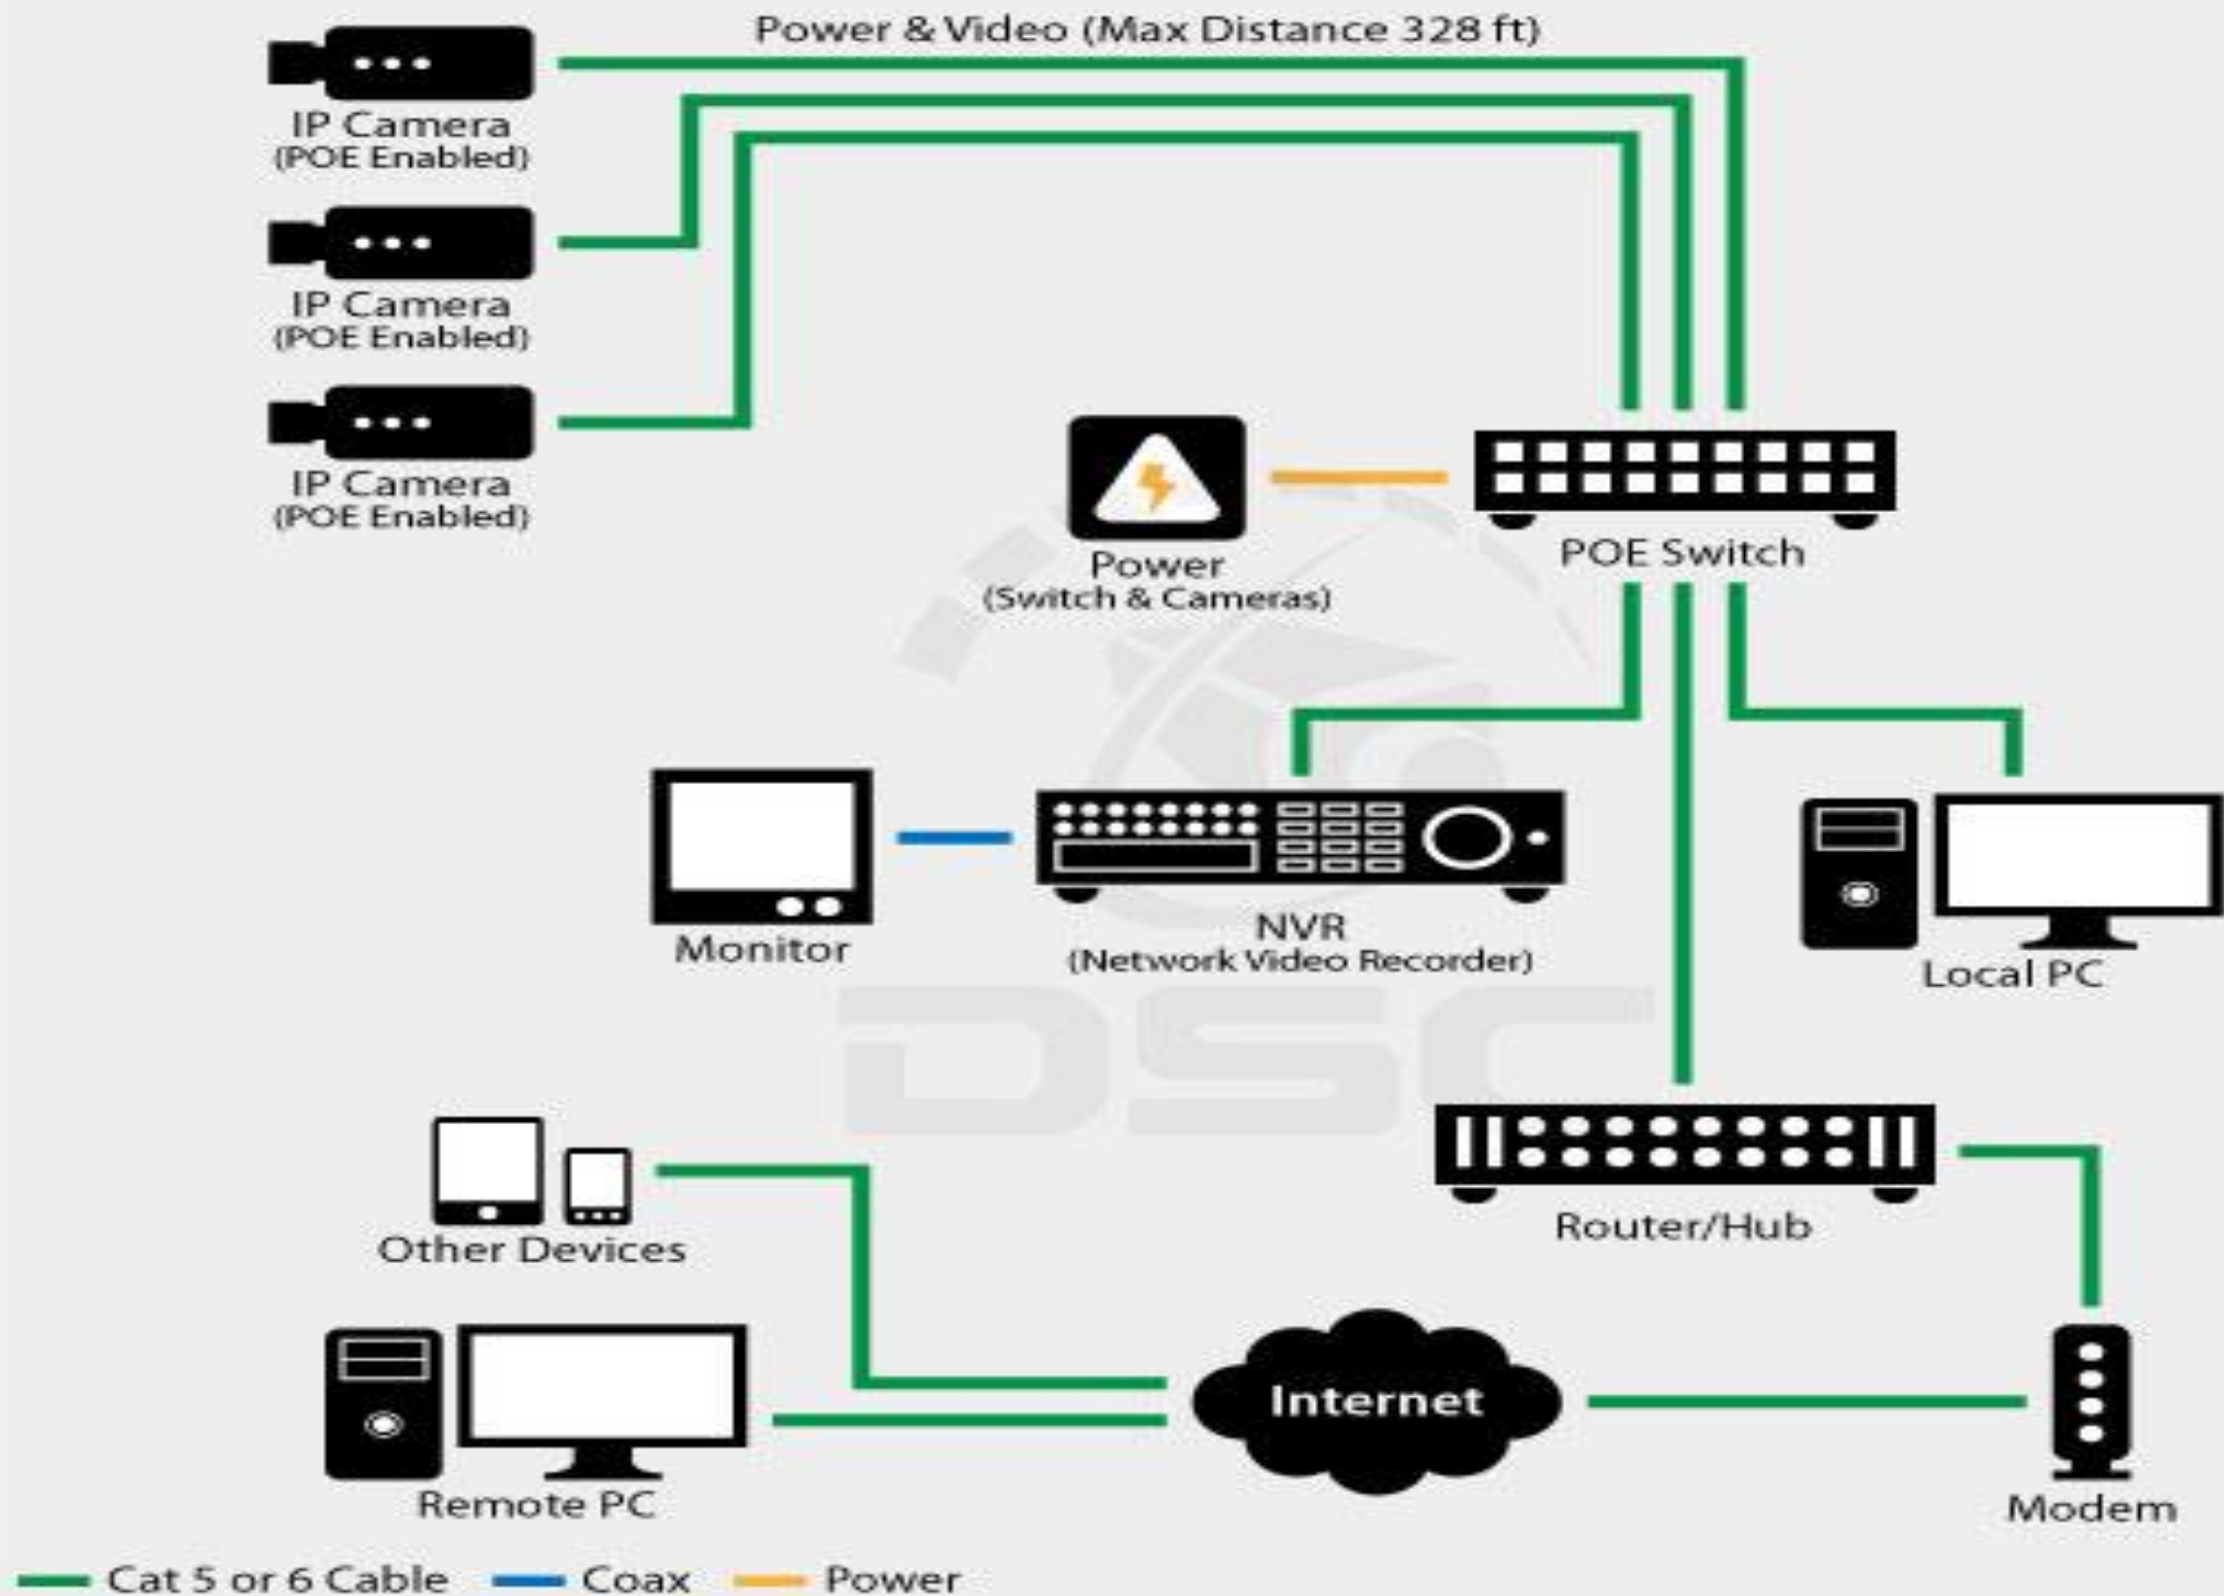 Power & Video (Max Distance 328 ft)
IP Camera
(POE Enabled)
IP Camera
(POE Enabled)
IP Camera
(POE Enabled)
Power
(Switch & Cameras)
POE Switch
Monitor
NVR
(Network Video Recorder)
Local PC
DSC
Other Devices
Router/Hub
Internet
Remote PC
Modem
Cat 5 or 6 Cable
Coax
Power